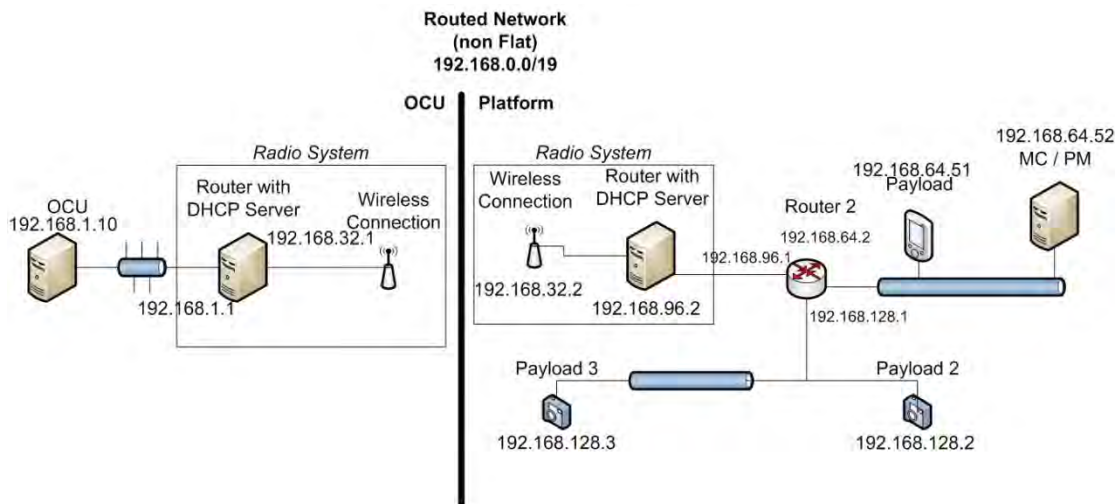 Routed Network
(non Flat)
192.168.0.0/19
OCU
Platform
Radio System
Router with
DHCP Server
Wireless
Connection
OCU
192.168.1.10
192.168.32.1
192.168.1.1
Radio System
Wireless
Connection
Router with
DHCP Server
192.168.32.2
192.168.96.2
192.168.96.1
Router 2
192.168.64.2
192.168.128.1
192.168.64.51
Payload
192.168.64.52
MC / PM
Payload 3
192.168.128.3
Payload 2
192.168.128.2